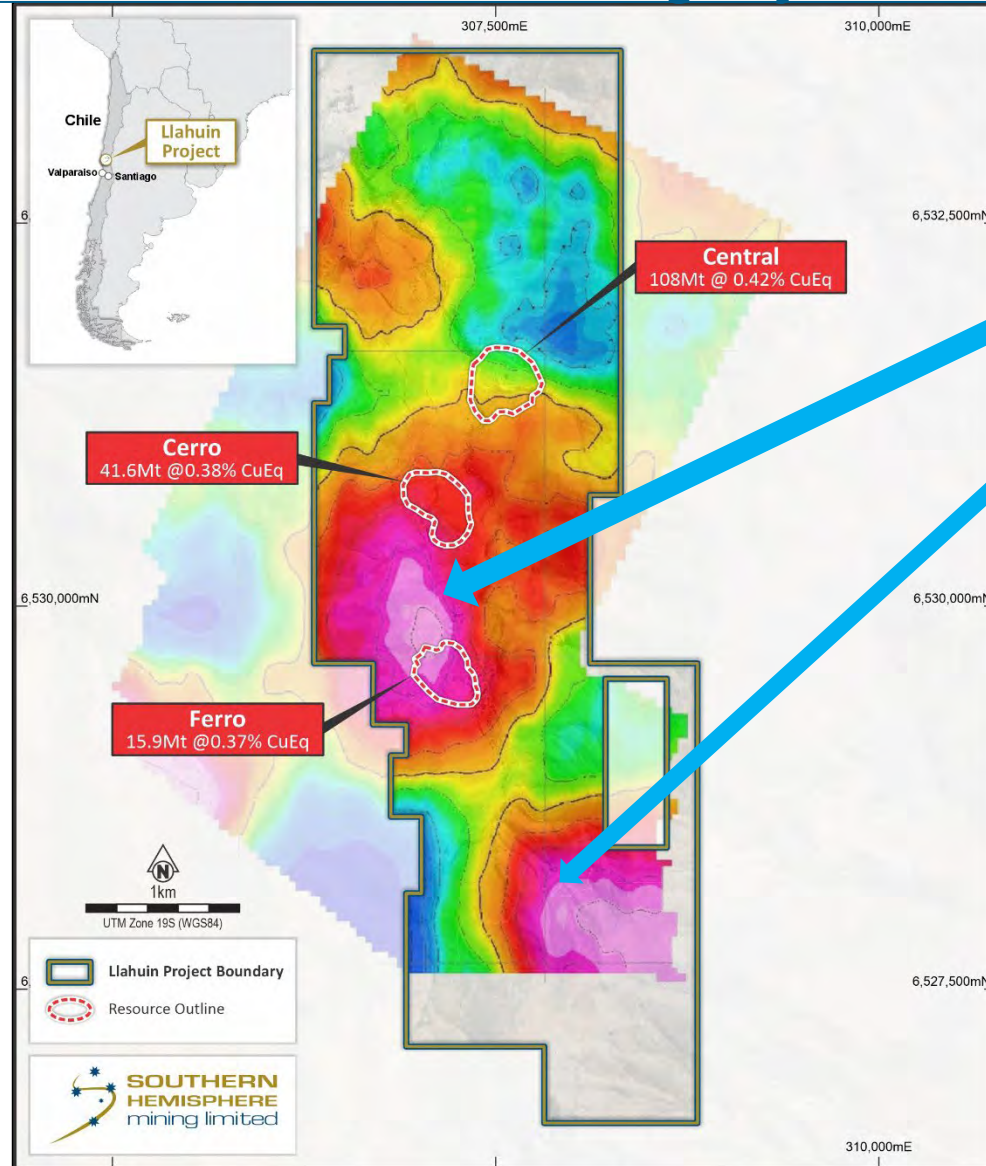 307,500mE
310,000mE
Chile
Llahuin
Project
Valparaiso
Santiago
6,532,500mN
Central
108Mt @ 0.42% CuEq
Cerro
41.6Mt @0.38% CuEq
6,530,000mN
6,530,000mN
Ferro
15.9Mt @0.37% CuEq
N
1km
UTM Zone 19S (WGS84)
Llahuin Project Boundary
6,527,500mN
Resource Outline
SOUTHERN
HEMISPHERE
mining limited
310,000mE